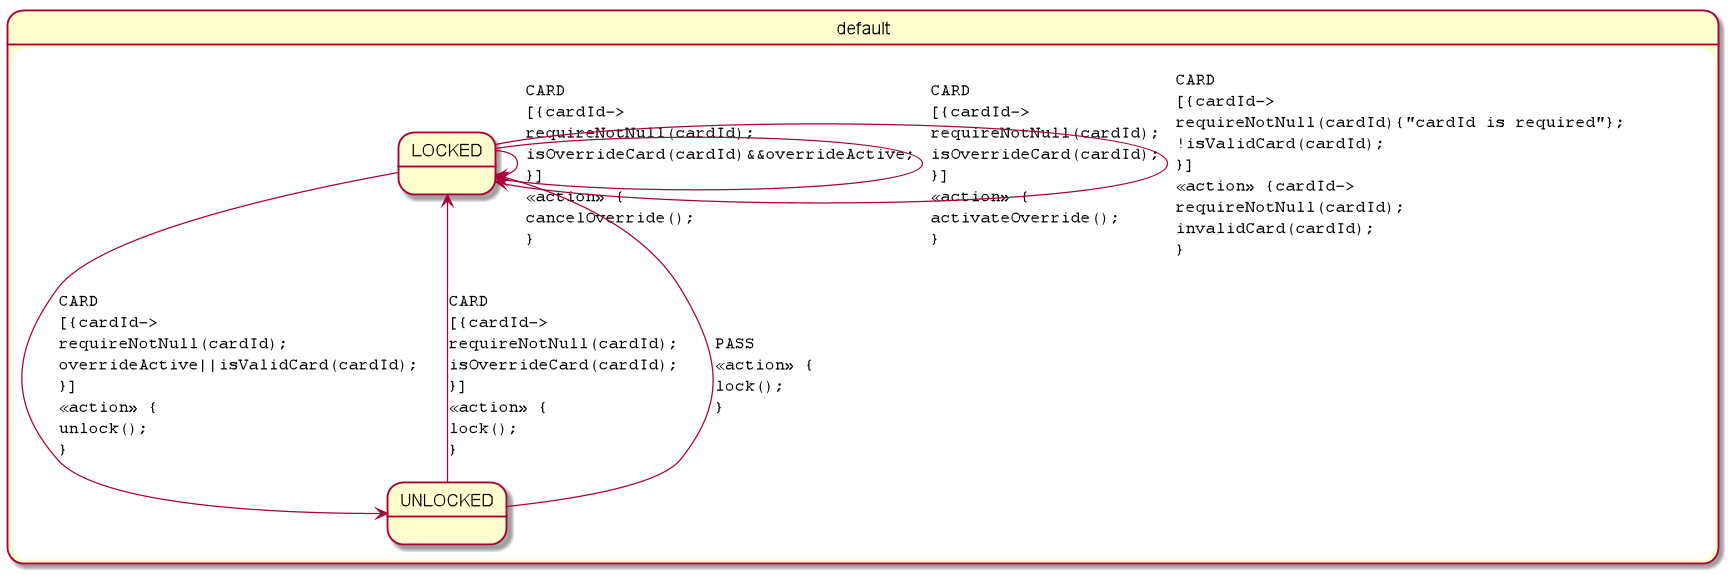 default
LOCKED
CARD
[{cardId->
requireNotNull(cardId);
isOverrideCard(cardId)&&overrideActive;
}]
«action» {
cancelOverride();
}
CARD
[{cardId->
requireNotNull(cardId);
isOverrideCard(cardId);
}]
«action» {
activateOverride();
}
CARD
[{cardId->
requireNotNull(cardId){"cardId is required"};
!isValidCard(cardId);
}]
«action» {cardId->
requireNotNull(cardId);
invalidCard(cardId);
}
CARD
[{cardId->
requireNotNull(cardId);
overrideActive||isValidCard(cardId);
}]
«action» {
unlock();
}
CARD
[{cardId->
requireNotNull(cardId);
isOverrideCard(cardId);
}]
«action» {
lock();
}
PASS
«action» {
lock();
}
UNLOCKED